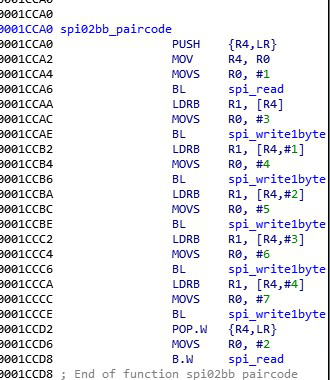 0001CCA0
0001CCA0
0001CCA0 spi02bb_paircode
0001CCA0 PUSH {R4,LR}
0001CCA2 MOV R4, R0
0001CCA4 MOVS R0, #1
0001CCA6 BL spi_read
0001CCAA LDRB R1, [R4]
0001CCAC MOVS R0, #3
0001CCAE BL spi_write1byte
0001CCB2 LDRB R1, [R4,#1]
0001CCB4 MOVS R0, #4
0001CCB6 BL spi_write1byte
0001CCBA LDRB R1, [R4,#2]
0001CCBC MOVS R0, #5
0001CCBE BL spi_write1byte
0001CCC2 LDRB R1, [R4,#3]
0001CCC4 MOVS R0, #6
0001CCC6 BL spi_write1byte
0001CCCA LDRB R1, [R4,#4]
0001CCCC MOVS R0, #7
0001CCCE BL spi_write1byte
0001CCD2 POP.W {R4,LR}
0001CCD6 MOVS R0, #2
0001CCD8 B.W spi_read
0001CCD8 ; End of function spi02bb_paircode